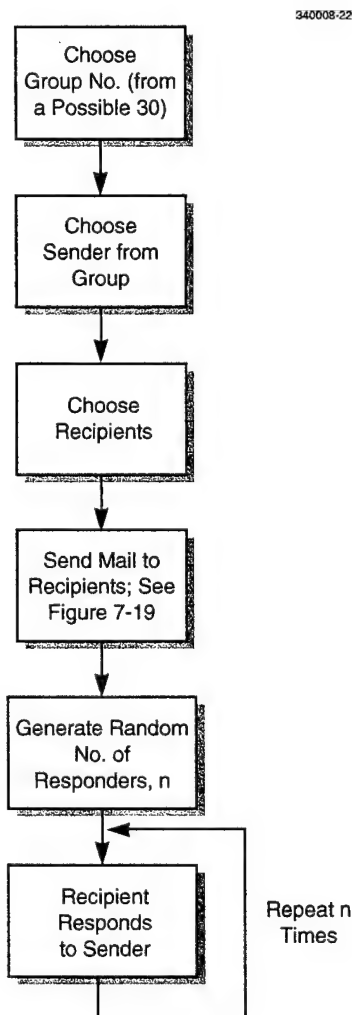 340008-22
Choose
Group No. (from
a Possible 30)
Choose
Sender from
Group
Choose
Recipients
Send Mail to
Recipients; See
Figure 7-19
Generate Random
No. of
Responders, n
Recipient
Responds
to Sender
Repeat n
Times